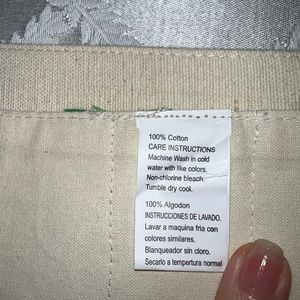 100% Cotton
CARE INSTRUCTIONS
Machine Wash in cold
water with like colors.
Non-chlorine bleach.
Tumble dry cool.
100% Algodon
INSTRUCCIONES DE LAVADO.
Lavar a maquina fria con
colores similares.
Blanqueador sin cloro.
Secarlo a tempertura normal